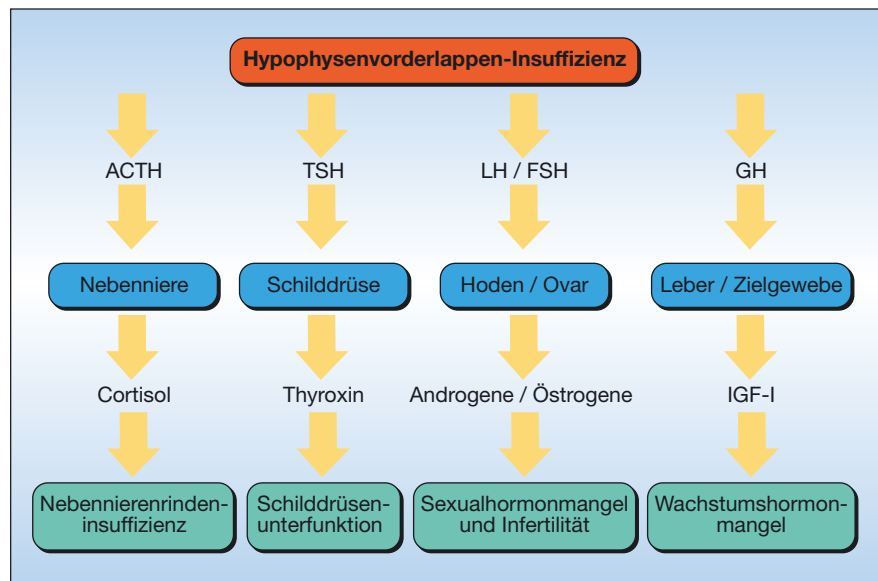 Hypophysenvorderlappen-Insuffizienz
ACTH
TSH
LH / FSH
GH
Nebenniere
Schilddrüse
Hoden / Ovar
Leber / Zielgewebe
Cortisol
Thyroxin
Androgene / Östrogene
IGF-I
Nebennierenrinden-
insuffizienz
Schilddrüsen-
unterfunktion
Sexualhormonmangel
und Infertilität
Wachstumshormon-
mangel